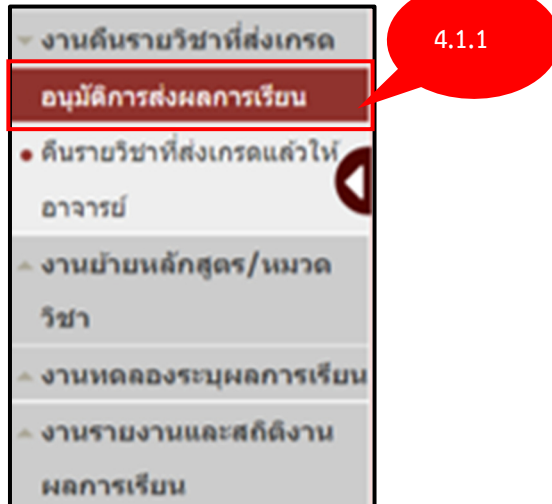 งานคืนรายวิชาที่ส่งเกรด
4.1.1
อนุมัติการส่งผลการเรียน
คืนรายวิชาที่ส่งเกรดแล้วให้
อาจารย์
งานย้ายหลักสูตร/หมวด
วิชา
งานทดลองระบุผลการเรียน
งานรายงานและสถิติงาน
ผลการเรียน